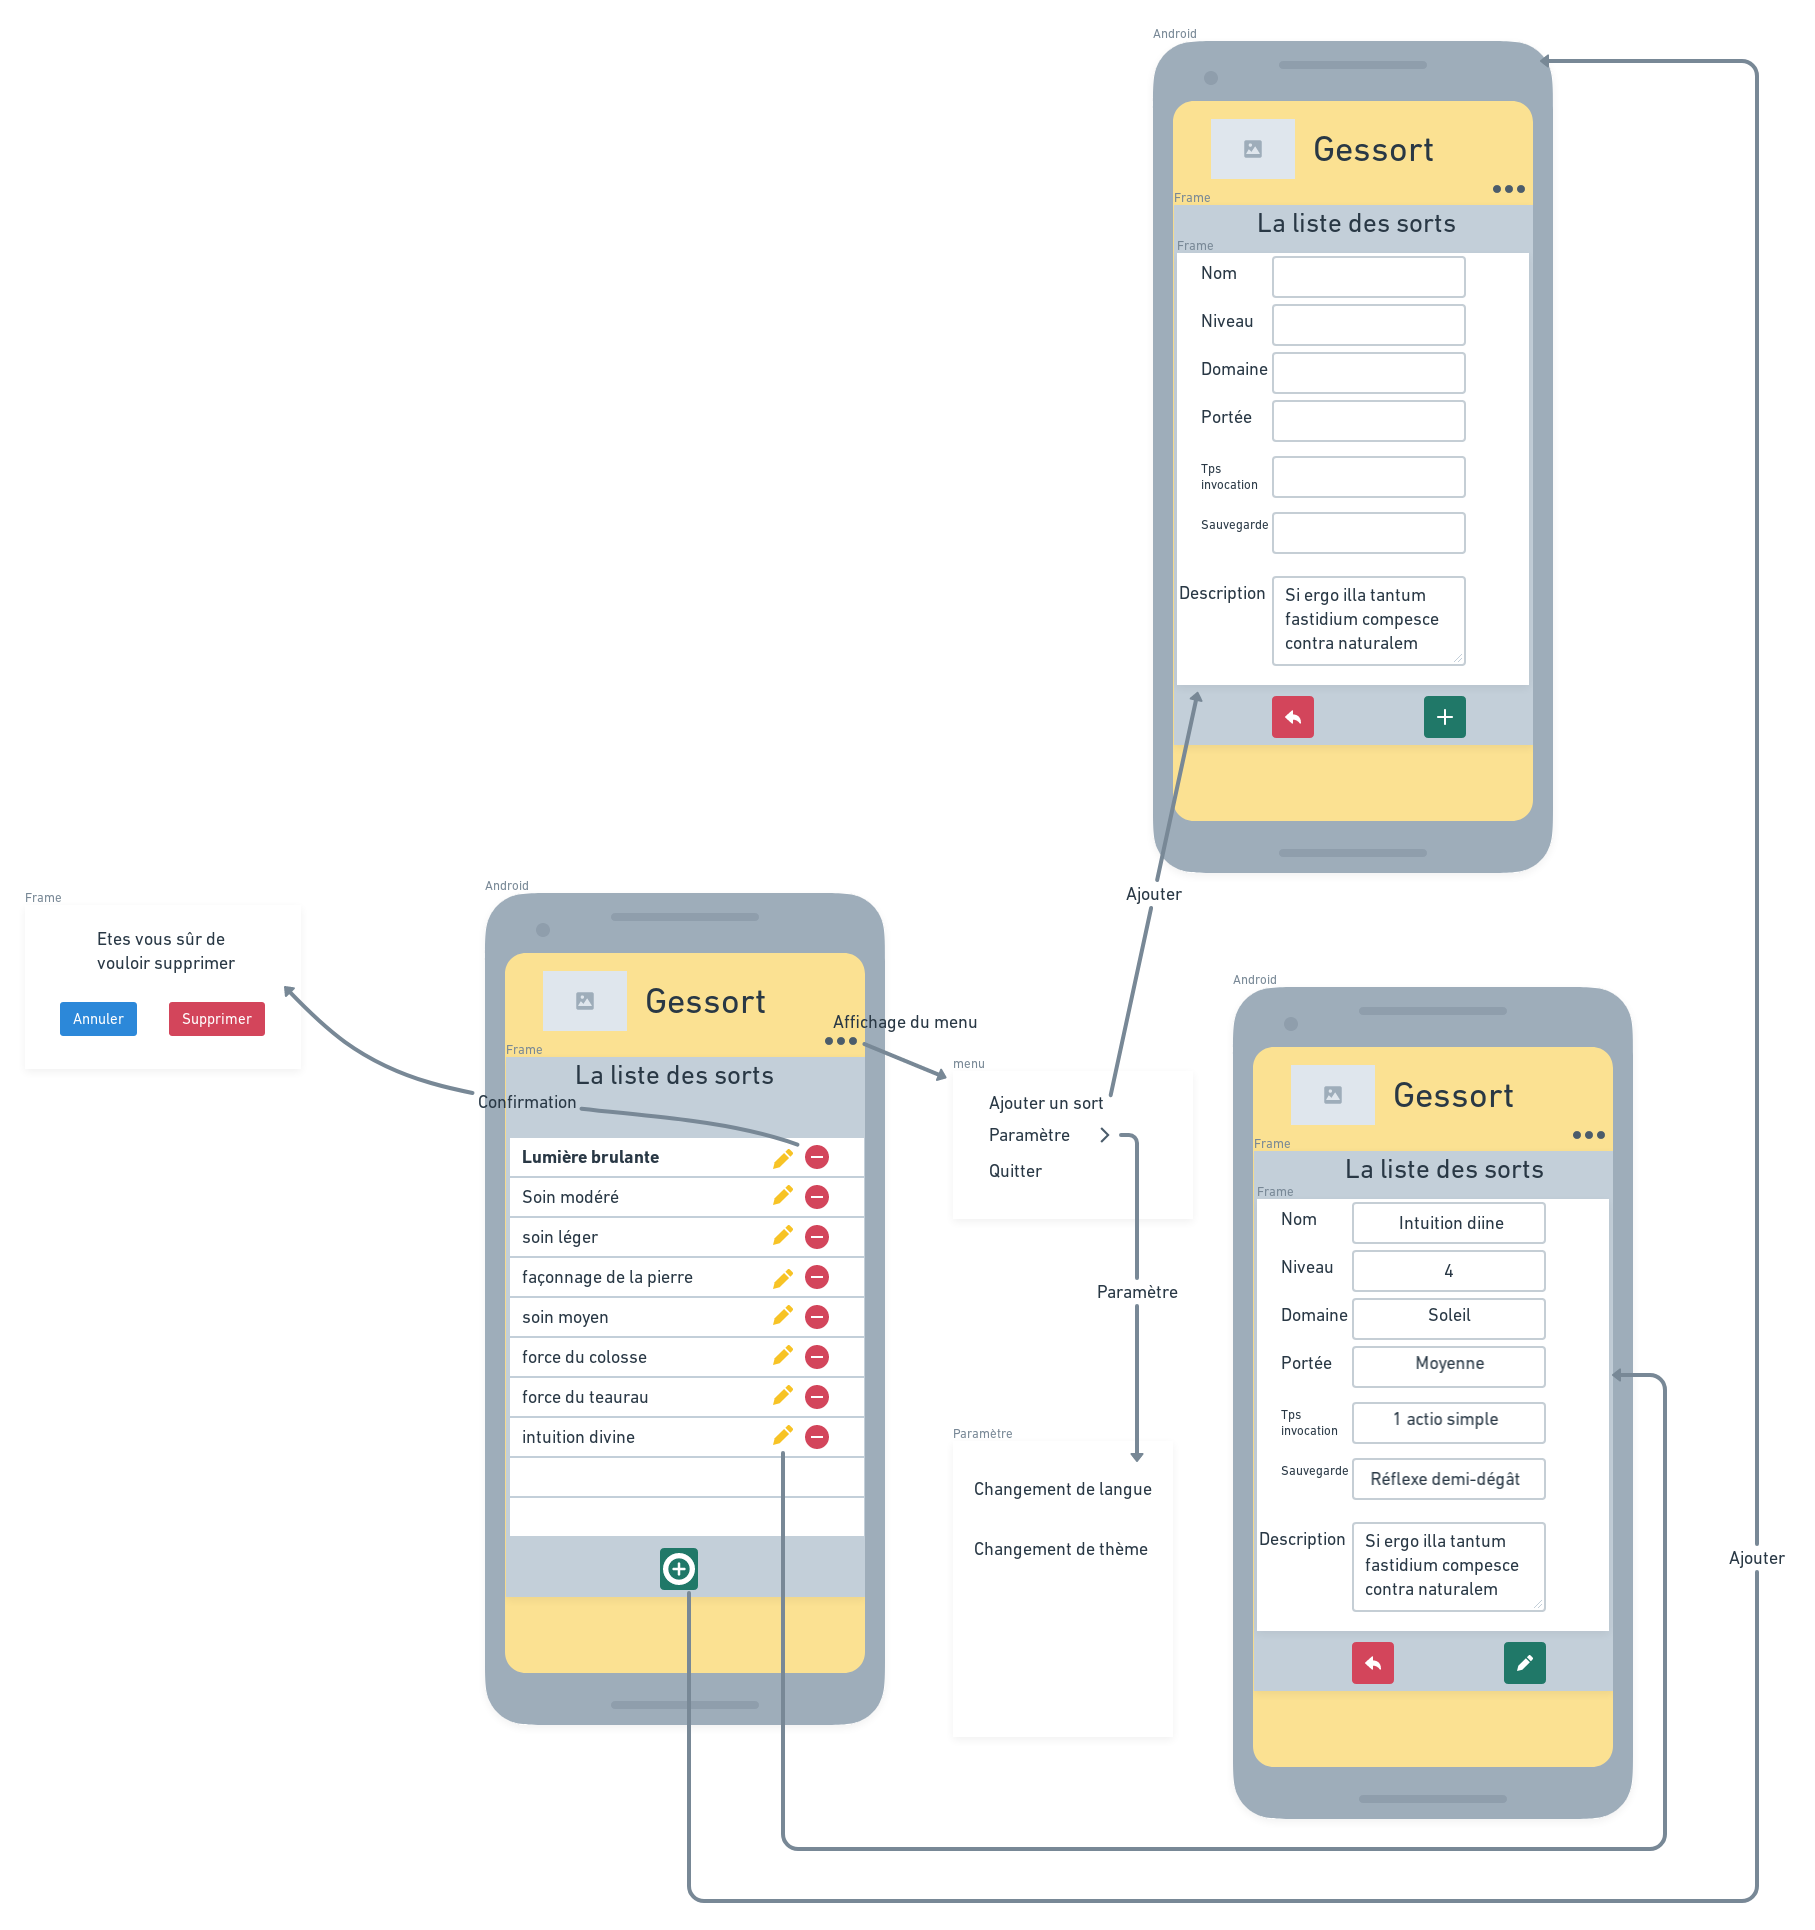 Android
Gessort
Frame
La liste des sorts
Frame
Nom
Niveau
Domaine
Portée
Tps
invocation
Sauvegarde
Description
Si ergo illa tantum
fastidium compesce
contra naturalem
Ajouter
Frame
Etes vous sûr de
vouloir supprimer
Annuler
Supprimer
Confirmation
Android
Gessort
Affichage du menu
Frame
La liste des sorts
Lumière brulante
Soin modéré
soin léger
façonnage de la pierre
soin moyen
force du colosse
force du teaurau
intuition divine
menu
Ajouter un sort
Paramètre
Quitter
Paramètre
Paramètre
Changement de langue
Changement de thème
Android
Gessort
Frame
La liste des sorts
Frame
Nom
Intuition diine
Niveau
4
Domaine
Soleil
Portée
Moyenne
Tps
invocation
1 actio simple
Sauvegarde
Réflexe demi-dégât
Description
Si ergo illa tantum
fastidium compesce
contra naturalem
Ajouter